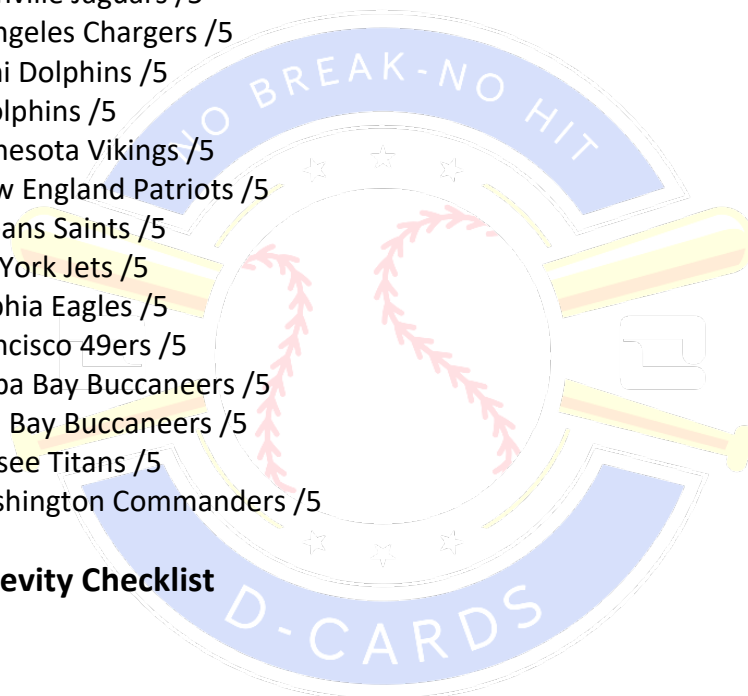 nville Jaguars /5
ngeles Chargers /5
ni Dolphins /5
olphins /5
nesota Vikings /5
w England Patriots /5
ans Saints /5
York Jets /5
phia Eagles /5
ncisco 49ers /5
pa Bay Buccaneers /5
Bay Buccaneers /5
see Titans /5
shington Commanders /5
evity Checklist
NO BREAK-NO HIT
D-CARDS